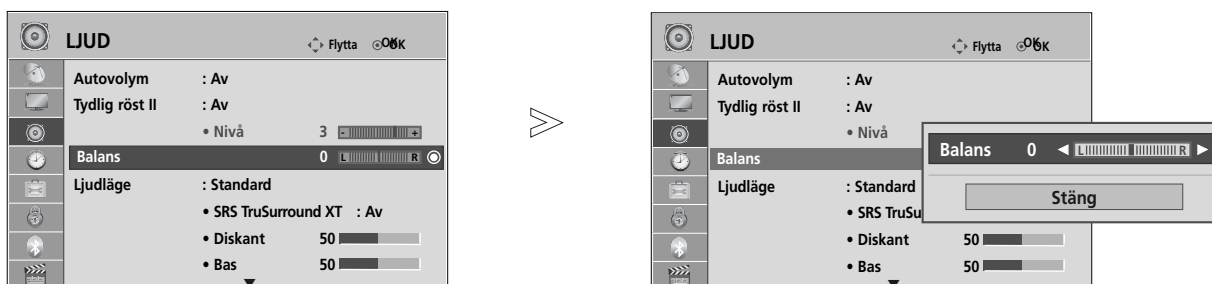 LJUD Flytta OK
Autovolym : Av
Tydlig röst II : Av
• Nivå 3 - +
Balans 0 L R
Ljudläge : Standard
• SRS TruSurround XT : Av
• Diskant 50
• Bas 50
LJUD Flytta OK
Autovolym : Av
Tydlig röst II : Av
• Nivå
Balans
Ljudläge : Standard
• SRS TruSu
• Diskant 50
• Bas 50
Balans 0 L R
Stäng